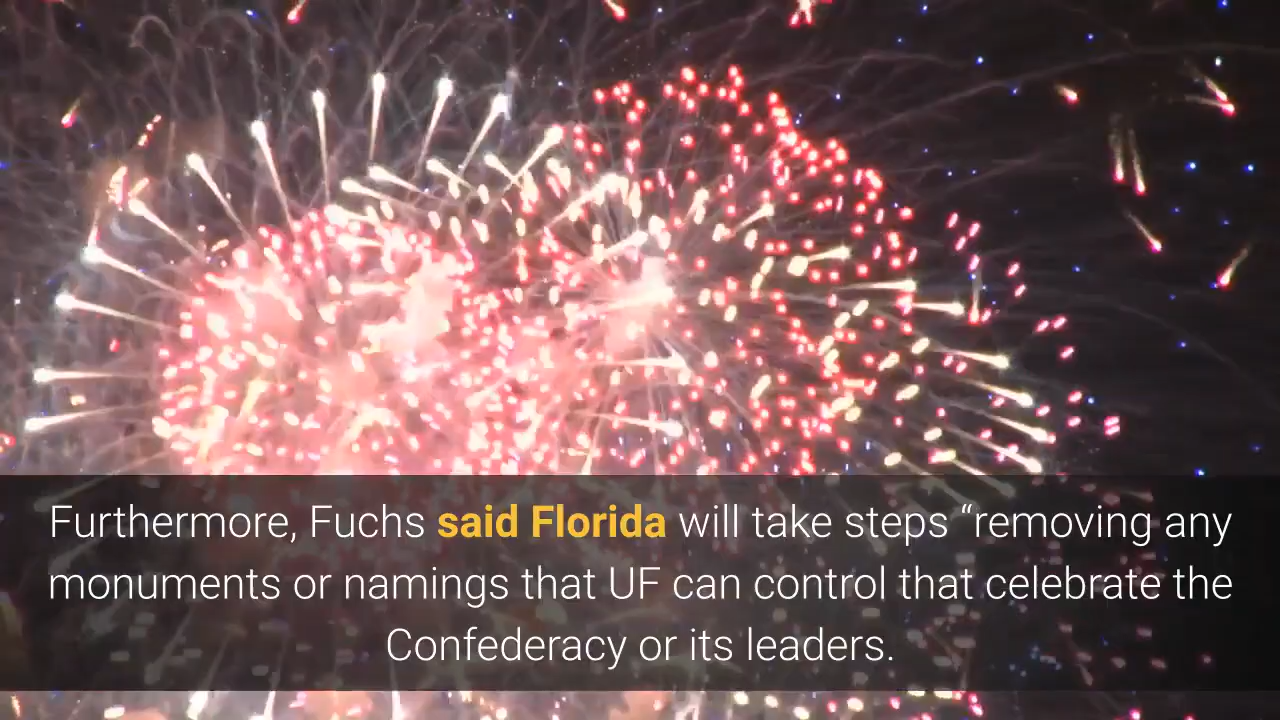 Furthermore, Fuchs said Florida will take steps “removing any
monuments or namings that UF can control that celebrate the
Confederacy or its leaders.